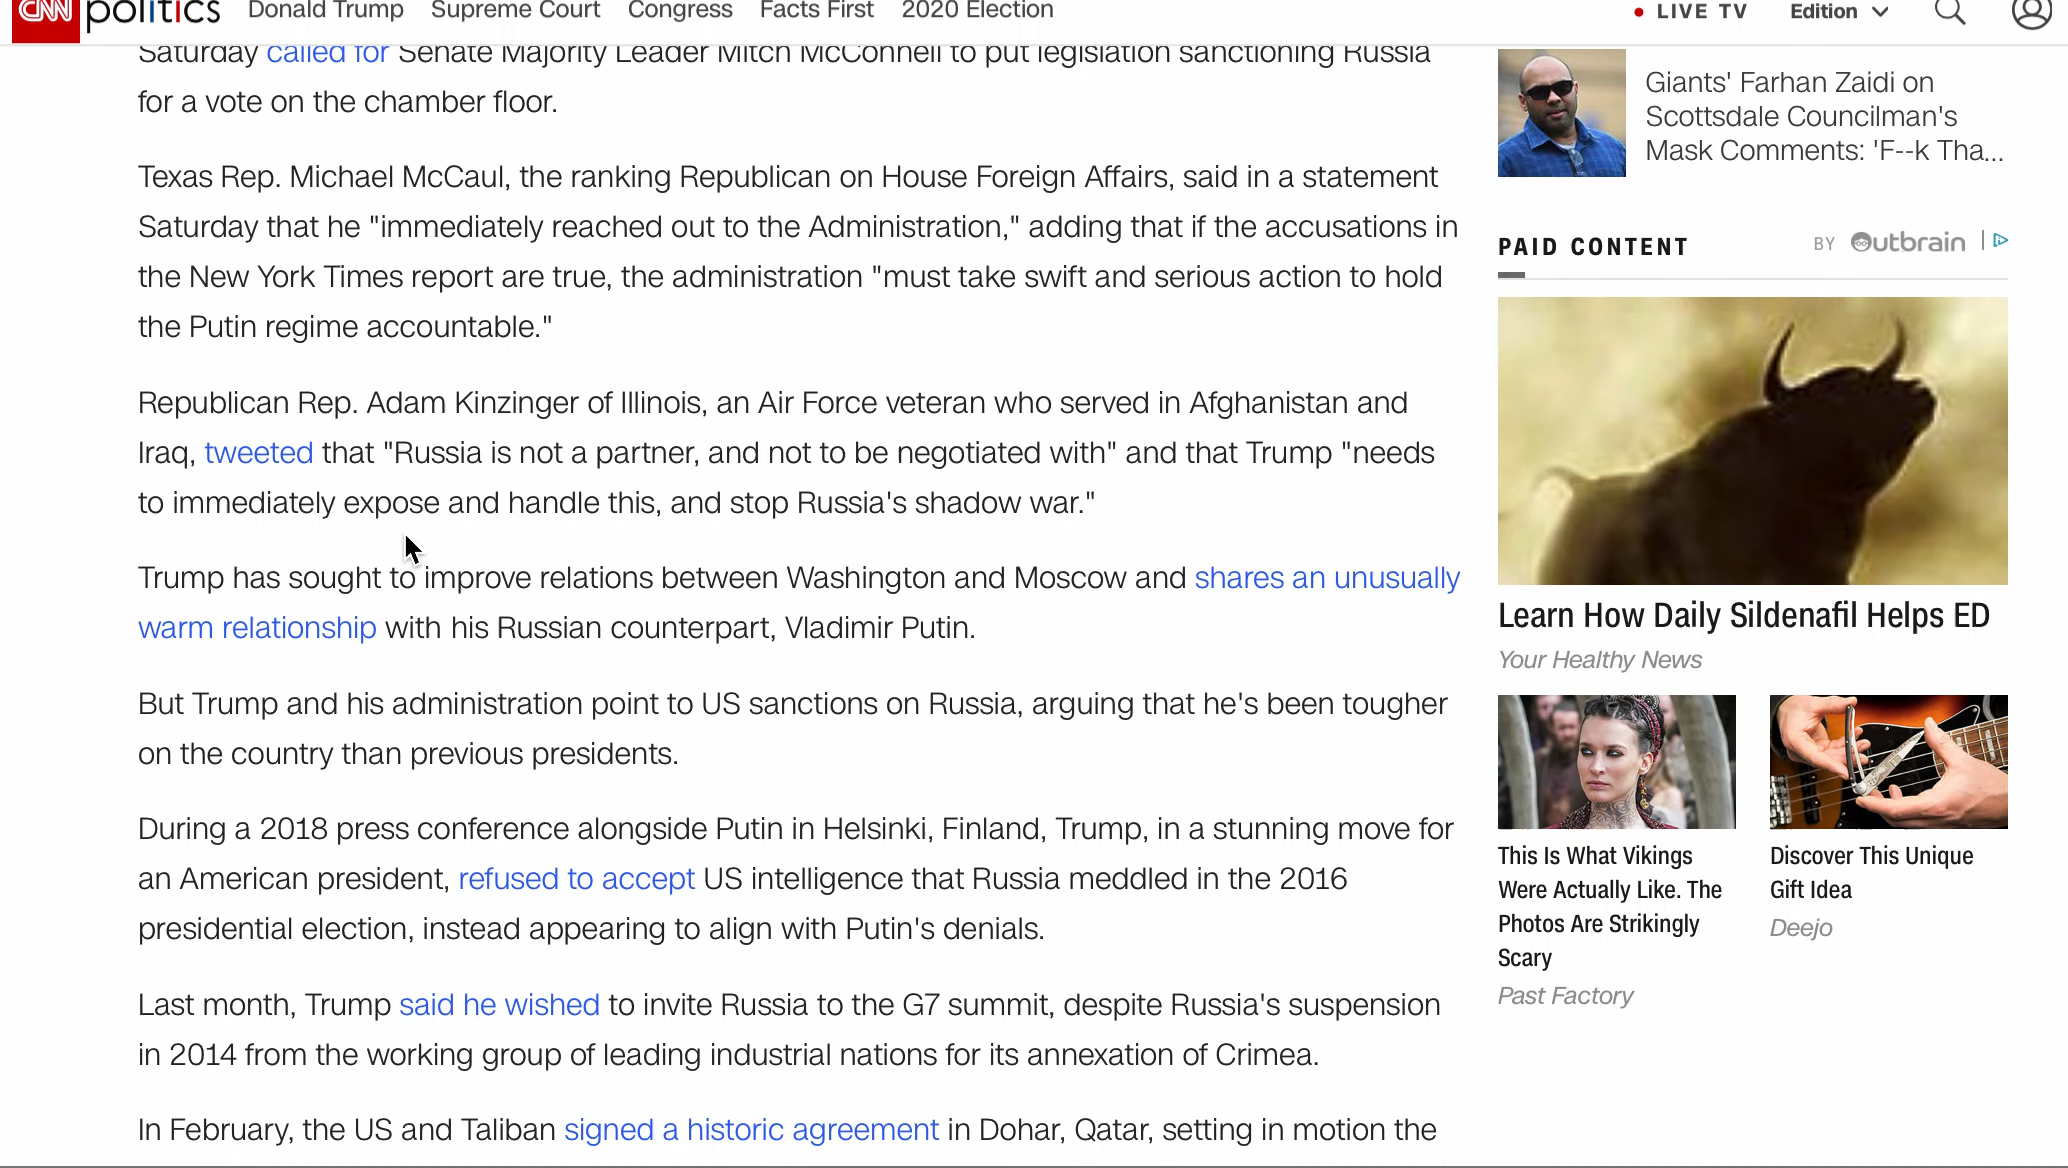 CNN politics Donald Trump Supreme Court Congress Facts First 2020 Election LIVE TV Edition
Saturday called for Senate Majority Leader Mitch McConnell to put legislation sanctioning Russia
for a vote on the chamber floor.
Texas Rep. Michael McCaul, the ranking Republican on House Foreign Affairs, said in a statement
Saturday that he "immediately reached out to the Administration," adding that if the accusations in
the New York Times report are true, the administration "must take swift and serious action to hold
the Putin regime accountable."
Republican Rep. Adam Kinzinger of Illinois, an Air Force veteran who served in Afghanistan and
Iraq, tweeted that "Russia is not a partner, and not to be negotiated with" and that Trump "needs
to immediately expose and handle this, and stop Russia's shadow war."
Trump has sought to improve relations between Washington and Moscow and shares an unusually
warm relationship with his Russian counterpart, Vladimir Putin.
But Trump and his administration point to US sanctions on Russia, arguing that he's been tougher
on the country than previous presidents.
During a 2018 press conference alongside Putin in Helsinki, Finland, Trump, in a stunning move for
an American president, refused to accept US intelligence that Russia meddled in the 2016
presidential election, instead appearing to align with Putin's denials.
Last month, Trump said he wished to invite Russia to the G7 summit, despite Russia's suspension
in 2014 from the working group of leading industrial nations for its annexation of Crimea.
In February, the US and Taliban signed a historic agreement in Dohar, Qatar, setting in motion the
Giants' Farhan Zaidi on
Scottsdale Councilman's
Mask Comments: 'F--k Tha...
PAID CONTENT BY Outbrain
Learn How Daily Sildenafil Helps ED
Your Healthy News
This Is What Vikings
Were Actually Like. The
Photos Are Strikingly
Scary
Past Factory
Discover This Unique
Gift Idea
Deejo